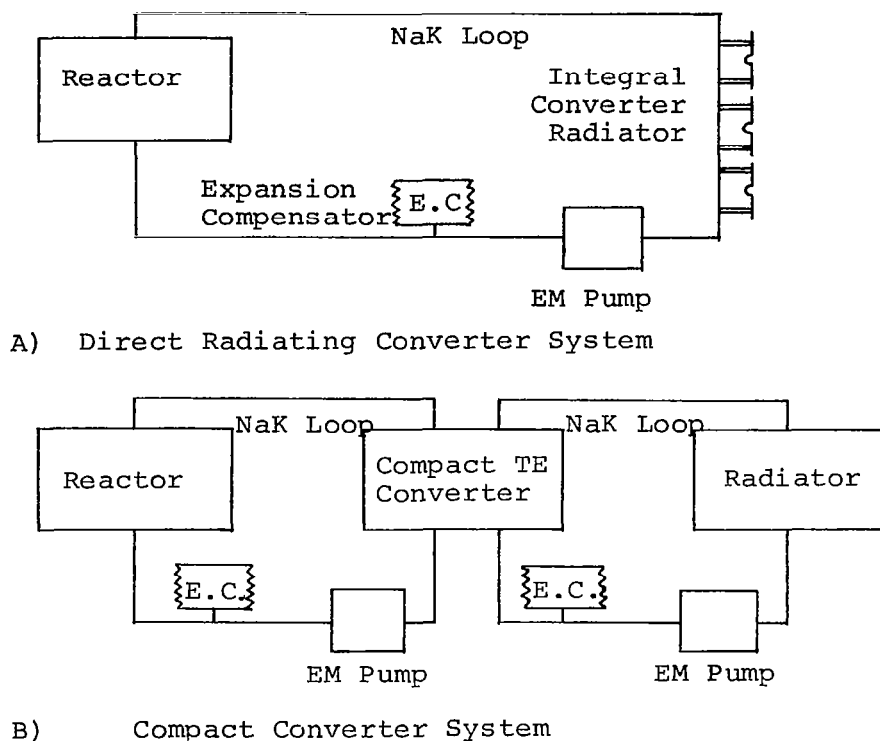 NaK Loop
Reactor
Integral
Converter
Radiator
Expansion
Compensator
E.C
EM Pump
A) Direct Radiating Converter System
NaK Loop
NaK Loop
Reactor
Compact TE
Converter
Radiator
E.C.
E.C.
EM Pump
EM Pump
B) Compact Converter System